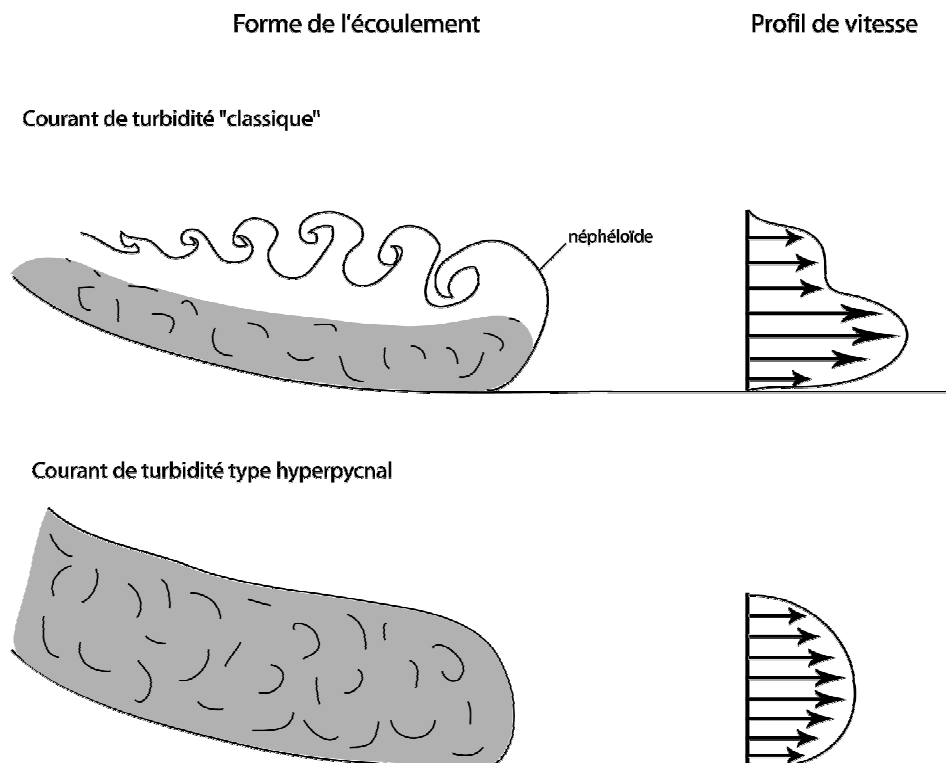 Forme de l'écoulement
Profil de vitesse
Courant de turbidité "classique"
néphéloïde
Courant de turbidité type hyperpycnal